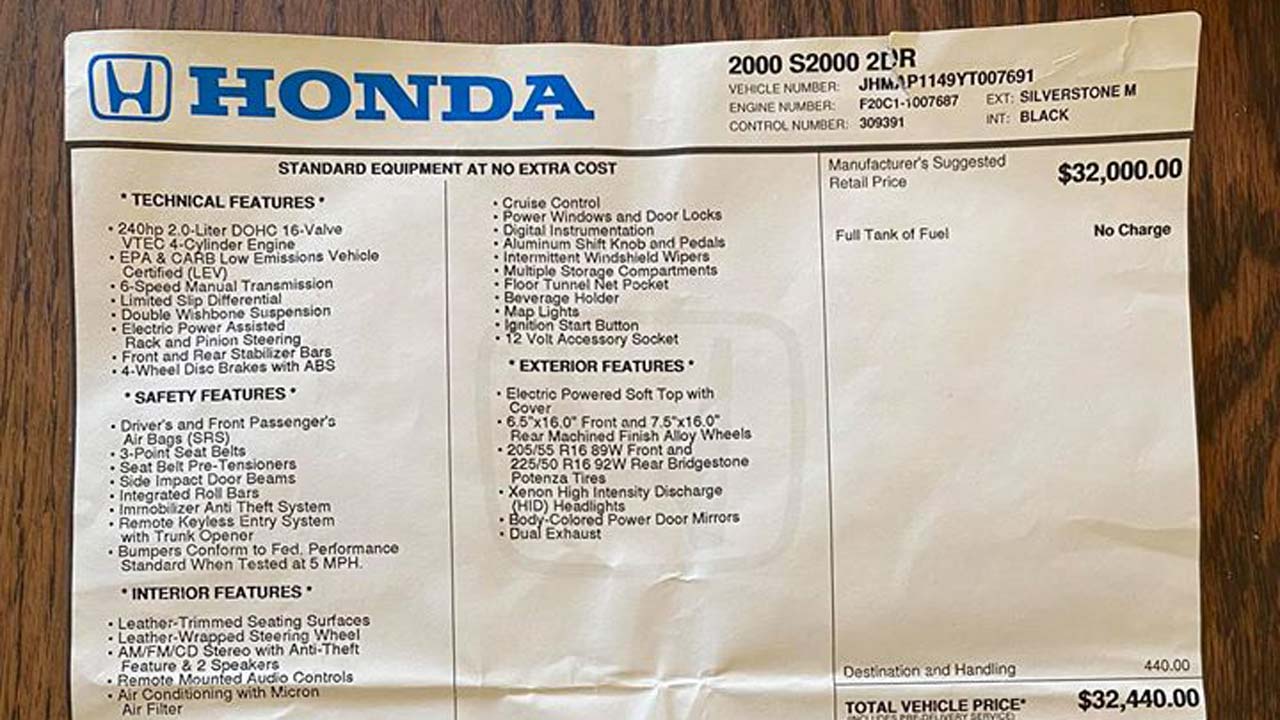 HONDA
2000 S2000 2DR
VEHICLE NUMBER: JHMAP1149YT007691
ENGINE NUMBER: F20C1-1007687 EXT: SILVERSTONE M
CONTROL NUMBER: 309391 INT: BLACK
STANDARD EQUIPMENT AT NO EXTRA COST
* TECHNICAL FEATURES *
• 240hp 2.0-Liter DOHC 16-Valve
VTEC 4-Cylinder Engine
• EPA & CARB Low Emissions Vehicle
Certified (LEV)
• 6-Speed Manual Transmission
• Limited Slip Differential
• Double Wishbone Suspension
• Electric Power Assisted
Rack and Pinion Steering
• Front and Rear Stabilizer Bars
• 4-Wheel Disc Brakes with ABS
* SAFETY FEATURES *
• Driver's and Front Passenger's
Air Bags (SRS)
• 3-Point Seat Belts
• Seat Belt Pre-Tensioners
• Side Impact Door Beams
• Integrated Roll Bars
• Immobilizer Anti Theft System
• Remote Keyless Entry System
with Trunk Opener
• Bumpers Conform to Fed. Performance
Standard When Tested at 5 MPH.
* INTERIOR FEATURES *
• Leather-Trimmed Seating Surfaces
• Leather-Wrapped Steering Wheel
• AM/FM/CD Stereo with Anti-Theft
Feature & 2 Speakers
• Remote Mounted Audio Controls
• Air Conditioning with Micron
Air Filter
• Cruise Control
• Power Windows and Door Locks
• Digital Instrumentation
• Aluminum Shift Knob and Pedals
• Intermittent Windshield Wipers
• Multiple Storage Compartments
• Floor Tunnel Net Pocket
• Beverage Holder
• Map Lights
• Ignition Start Button
• 12 Volt Accessory Socket
* EXTERIOR FEATURES *
• Electric Powered Soft Top with
Cover
• 6.5"x16.0" Front and 7.5"x16.0"
Rear Machined Finish Alloy Wheels
• 205/55 R16 89W Front and
225/50 R16 92W Rear Bridgestone
Potenza Tires
• Xenon High Intensity Discharge
(HID) Headlights
• Body-Colored Power Door Mirrors
• Dual Exhaust
Manufacturer's Suggested
Retail Price $32,000.00
Full Tank of Fuel No Charge
Destination and Handling 440.00
TOTAL VEHICLE PRICE* $32,440.00
(INCLUDES PRE-DELIVERY SERVICE)